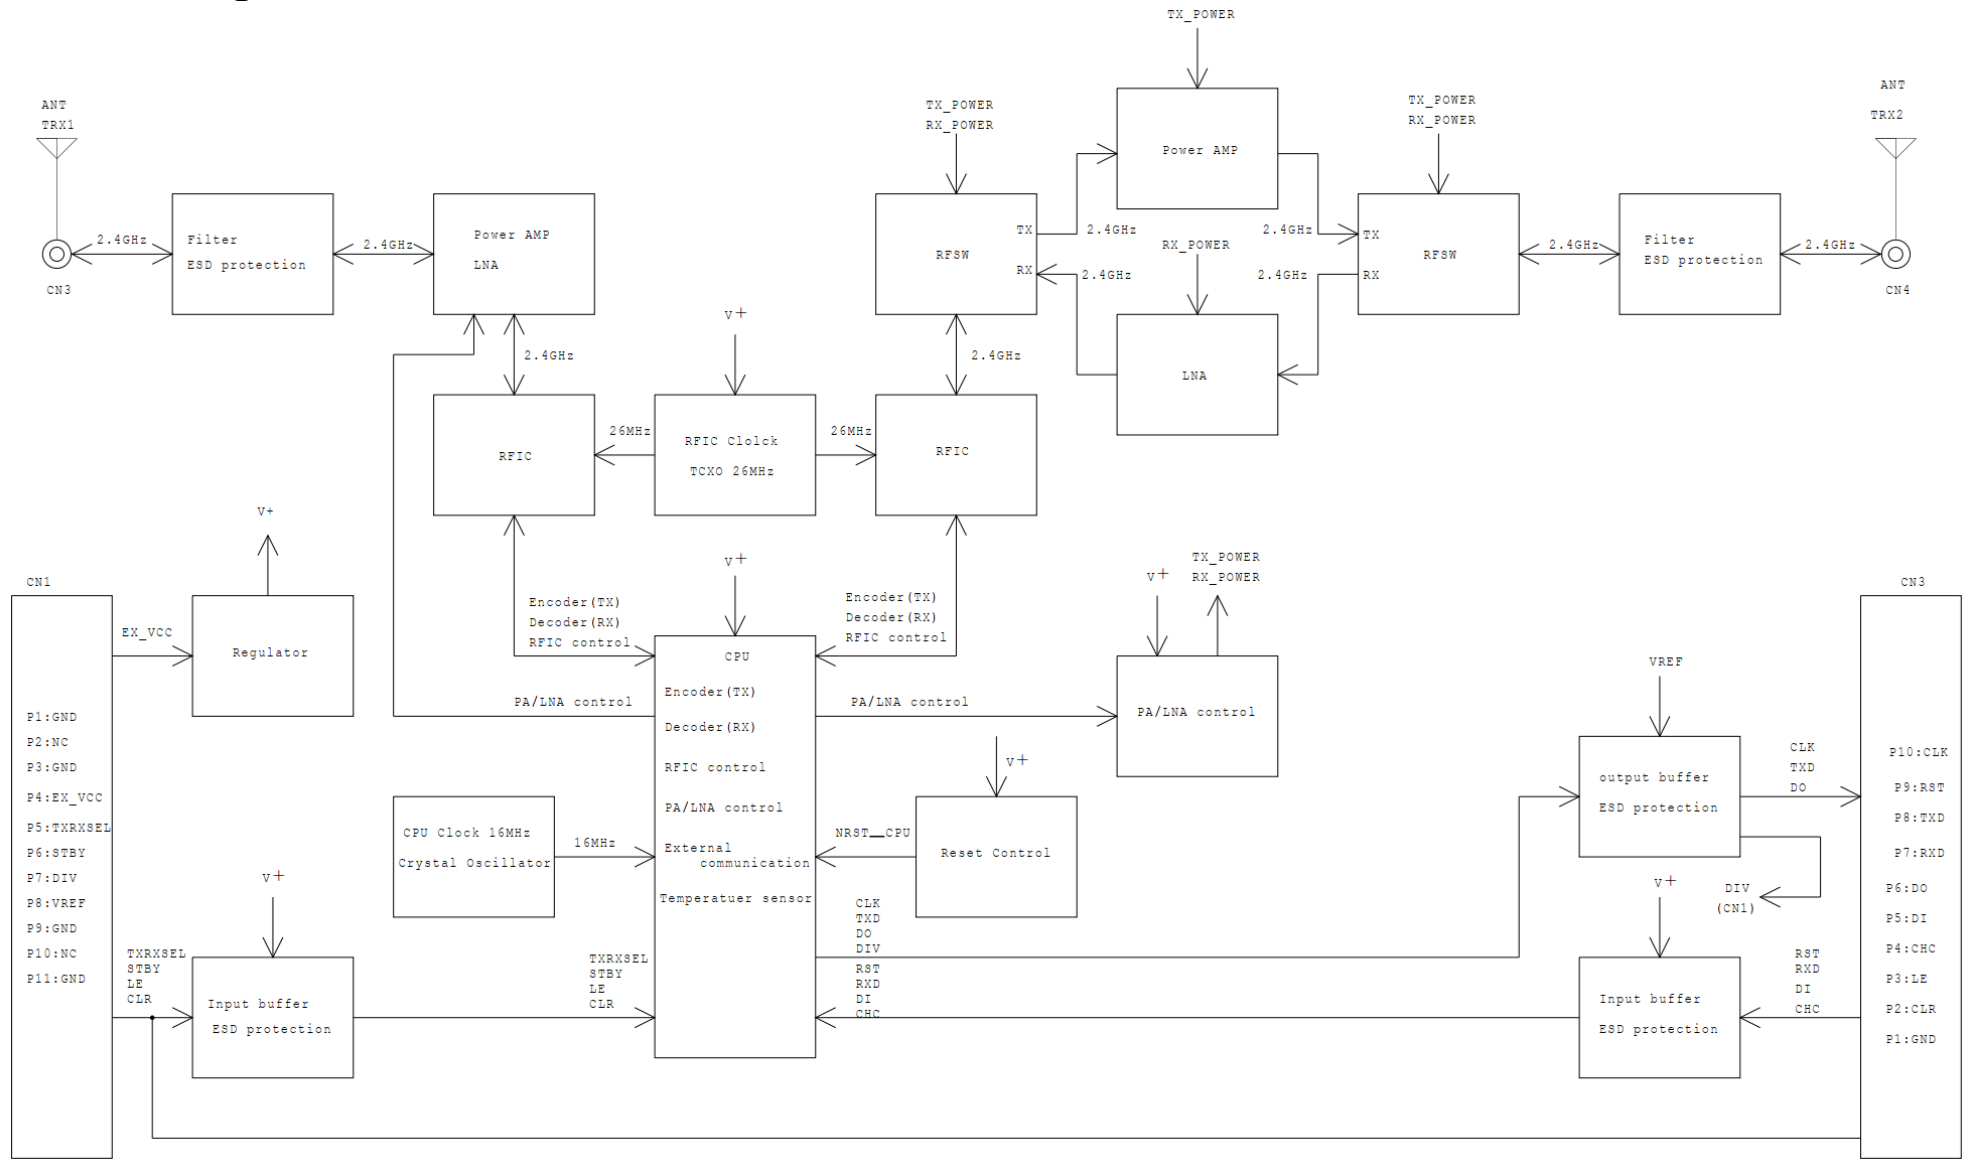 TX_POWER
ANT
TRX1
2.4GHz
CN3
Filter
ESD protection
2.4GHz
Power AMP
LNA
2.4GHz
TX_POWER
RX_POWER
RFSW
TX
RX
2.4GHz
2.4GHz
2.4GHz
Power AMP
RX_POWER
LNA
2.4GHz
2.4GHz
TX_POWER
RX_POWER
TX
RX
RFSW
2.4GHz
Filter
ESD protection
2.4GHz
ANT
TRX2
CN4
V+
RFIC
26MHz
RFIC Clolck
TCXO 26MHz
26MHz
RFIC
V+
CN1
EX_VCC
Regulator
P1:GND
P2:NC
P3:GND
P4:EX_VCC
P5:TXRXSEL
P6:STBY
P7:DIV
P8:VREF
P9:GND
P10:NC
P11:GND
TXRXSEL
STBY
LE
CLR
V+
Input buffer
ESD protection
TXRXSEL
STBY
LE
CLR
Encoder(TX)
Decoder(RX)
RFIC control
V+
Encoder(TX)
Decoder(RX)
RFIC control
PA/LNA control
CPU
Encoder(TX)
Decoder(RX)
RFIC control
PA/LNA control
External
communication
Temperatuer sensor
PA/LNA control
V+
TX_POWER
RX_POWER
PA/LNA control
CPU Clock 16MHz
Crystal Oscillator
16MHz
V+
NRST_CPU
Reset Control
CLK
TXD
DO
DIV
RST
RXD
DI
CHC
VREF
output buffer
ESD protection
CLK
TXD
DO
DIV
(CN1)
V+
Input buffer
ESD protection
RST
RXD
DI
CHC
CN3
P10:CLK
P9:RST
P8:TXD
P7:RXD
P6:DO
P5:DI
P4:CHC
P3:LE
P2:CLR
P1:GND